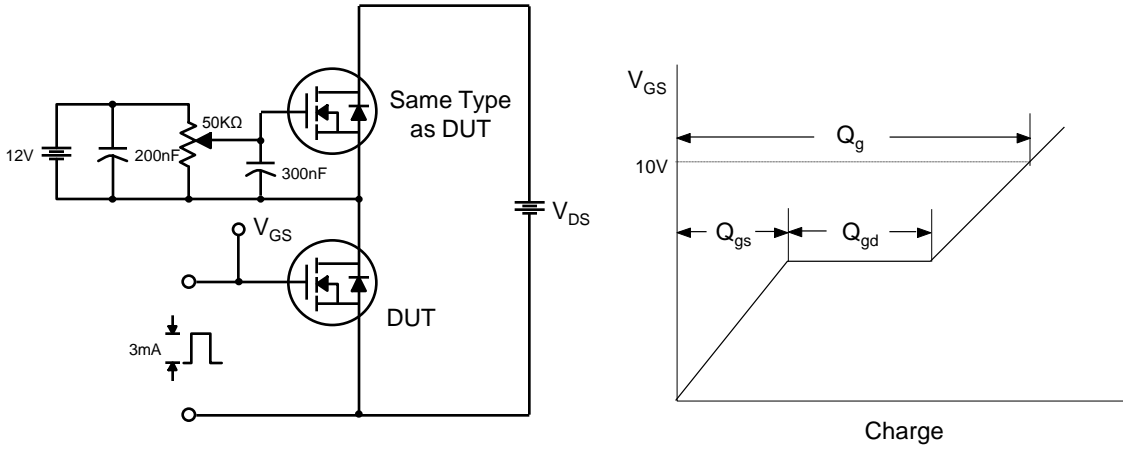 12V
200nF
50KΩ
300nF
Same Type
as DUT
V_DS
V_GS
DUT
3mA
V_GS
Q_g
10V
Q_gs
Q_gd
Charge